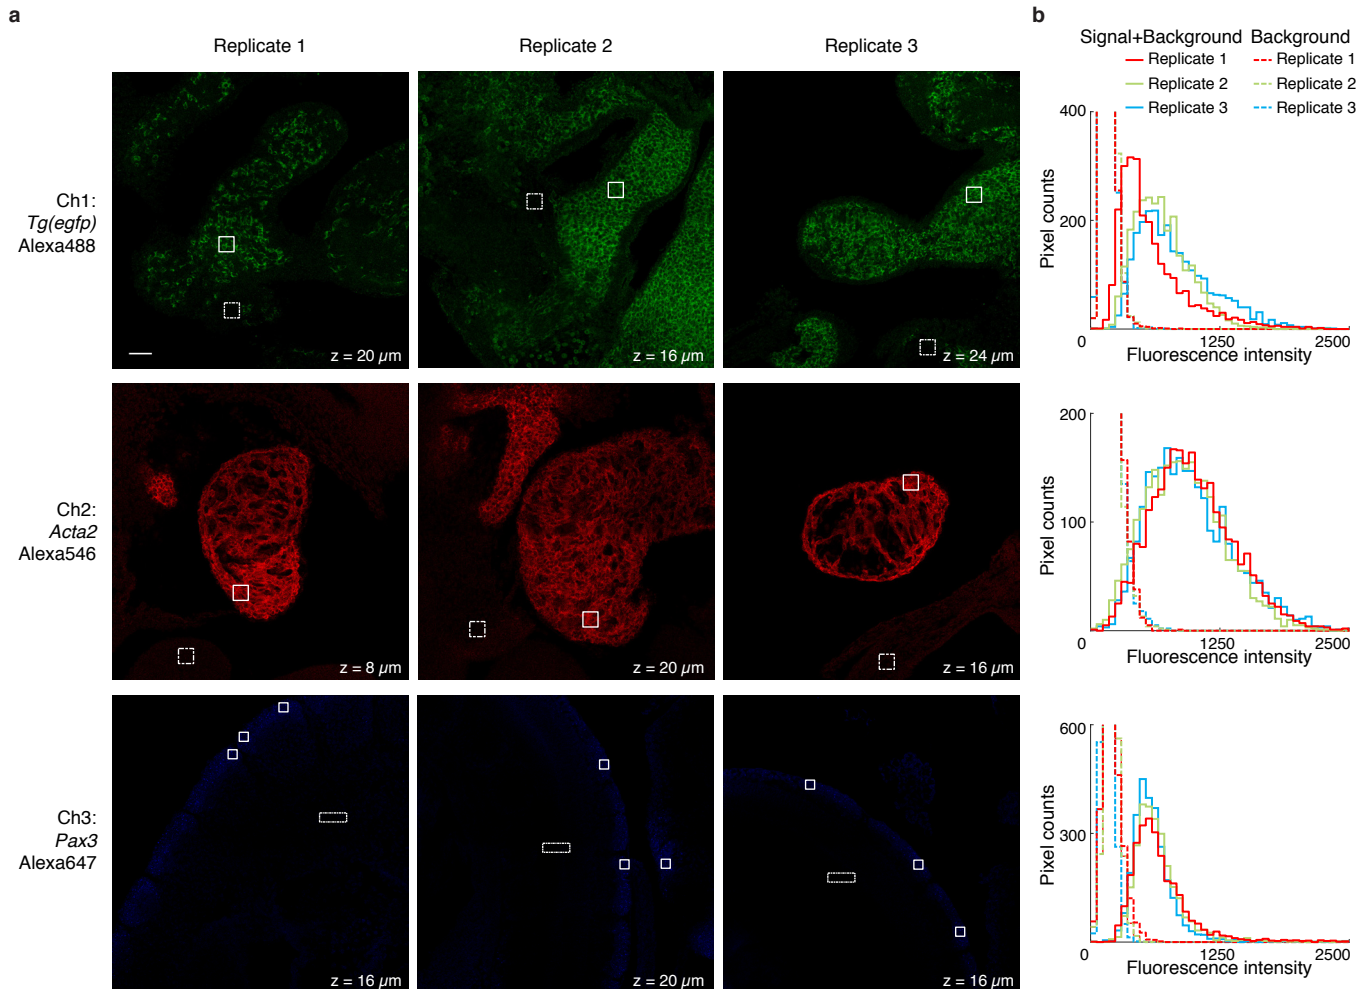 a
Replicate 1
Replicate 2
Replicate 3
Ch1:
Tg(egfp)
Alexa488
z = 20 µm
z = 16 µm
z = 24 µm
Ch2:
Acta2
Alexa546
z = 8 µm
z = 20 µm
z = 16 µm
Ch3:
Pax3
Alexa647
z = 16 µm
z = 20 µm
z = 16 µm
b
Signal+Background Background
Replicate 1 Replicate 1
Replicate 2 Replicate 2
Replicate 3 Replicate 3
400
300
200
0
Pixel counts
0 1250 2500
Fluorescence intensity
200
100
0
Pixel counts
0 1250 2500
Fluorescence intensity
600
300
0
Pixel counts
0 1250 2500
Fluorescence intensity